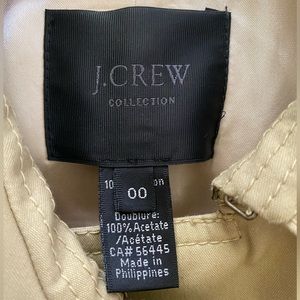 J.CREW
COLLECTION
00
Doublure:
100%Acetate
/Acétate
CA# 56445
Made in
Philippines